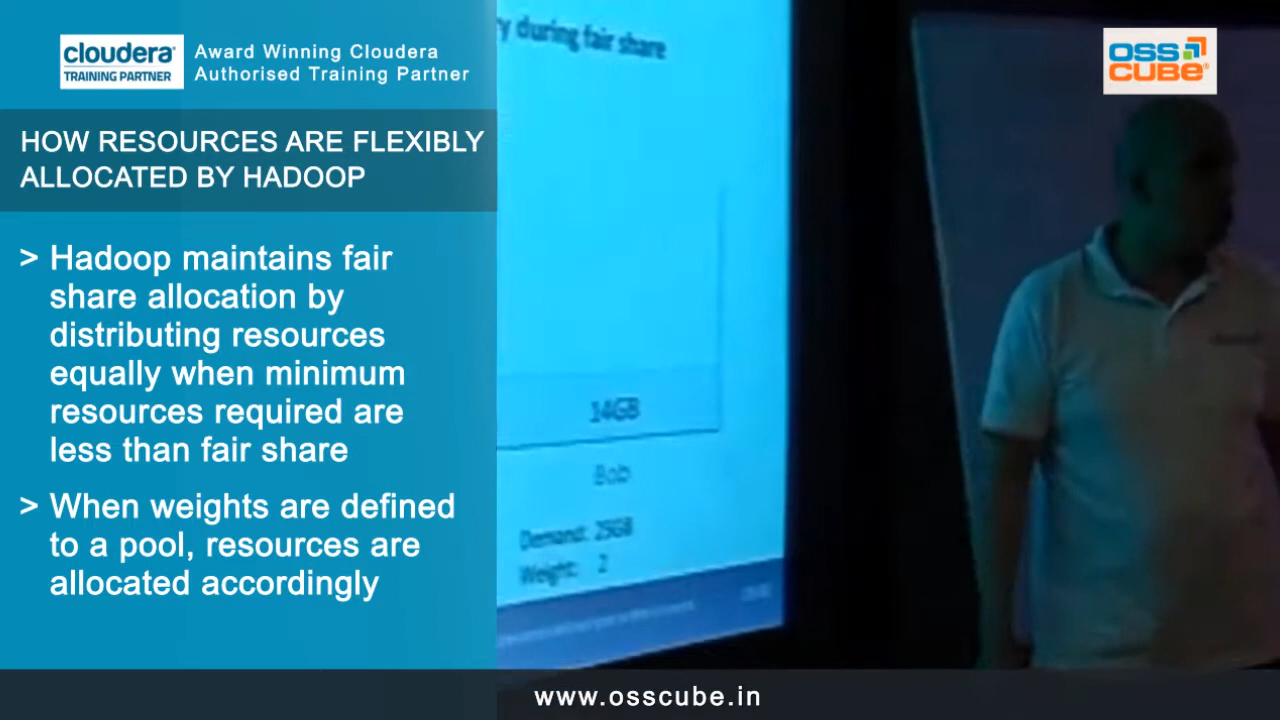 cloudera
TRAINING PARTNER
Award Winning Cloudera
Authorised Training Partner
OSS
CUBE
HOW RESOURCES ARE FLEXIBLY
ALLOCATED BY HADOOP
> Hadoop maintains fair
share allocation by
distributing resources
equally when minimum
resources required are
less than fair share
> When weights are defined
to a pool, resources are
allocated accordingly
during fair share
14GB
Bob
Demand: 25GB
Weight: 2
www.osscube.in